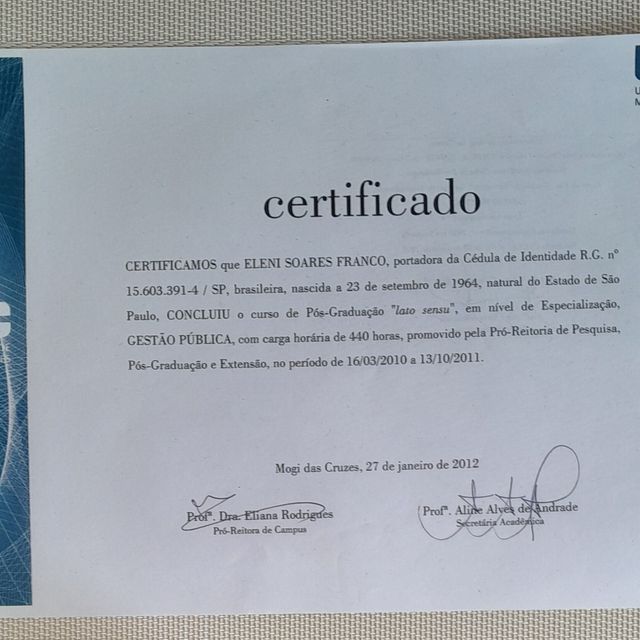 U
M
certificado
CERTIFICAMOS que ELENI SOARES FRANCO, portadora da Cédula de Identidade R.G. nº
15.603.391-4 / SP, brasileira, nascida a 23 de setembro de 1964, natural do Estado de São
Paulo, CONCLUIU o curso de Pós-Graduação "lato sensu", em nível de Especialização,
GESTÃO PÚBLICA, com carga horária de 440 horas, promovido pela Pró-Reitoria de Pesquisa,
Pós-Graduação e Extensão, no período de 16/03/2010 a 13/10/2011.
Mogi das Cruzes, 27 de janeiro de 2012
Profª. Dra. Eliana Rodrigues
Pró-Reitora de Campus
Profª. Aline Alves de Andrade
Secretária Acadêmica